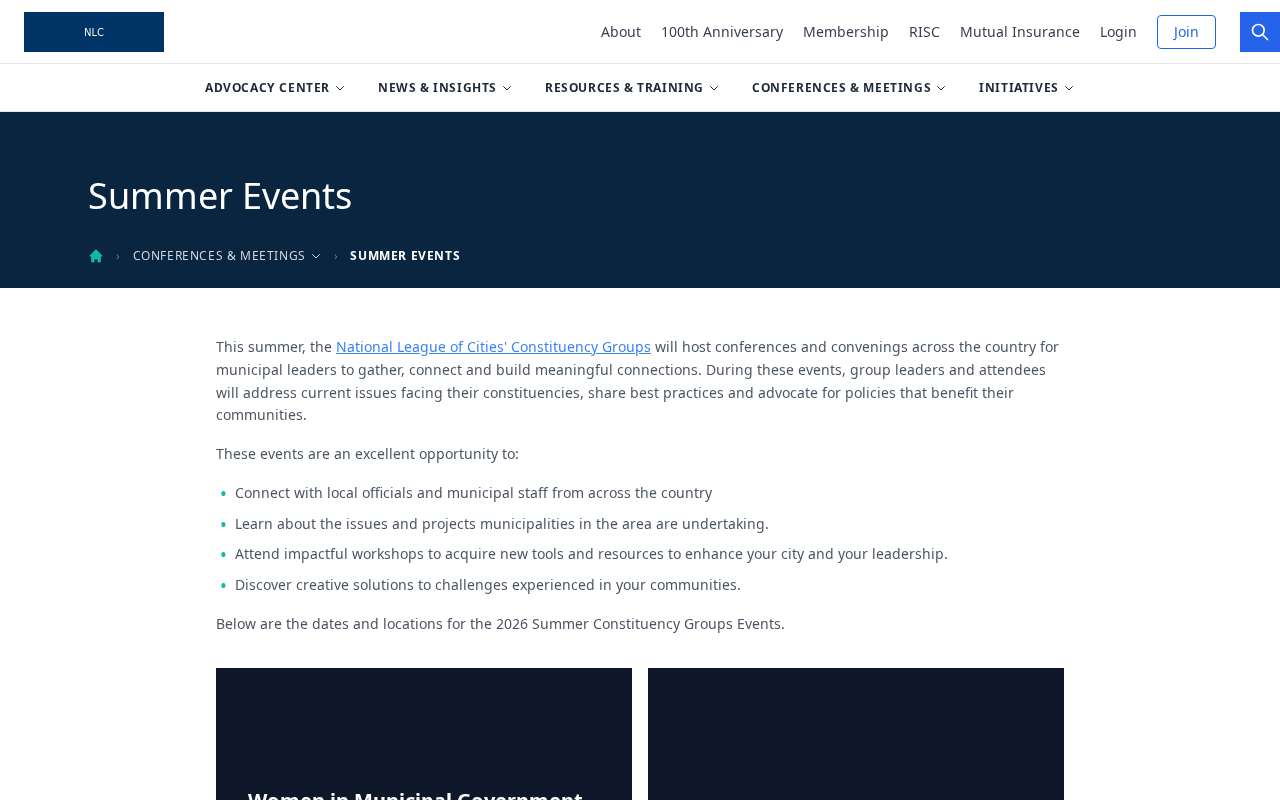 NLC
About 100th Anniversary Membership RISC Mutual Insurance Login Join
ADVOCACY CENTER NEWS & INSIGHTS RESOURCES & TRAINING CONFERENCES & MEETINGS INITIATIVES
Summer Events
› CONFERENCES & MEETINGS › SUMMER EVENTS
This summer, the National League of Cities' Constituency Groups will host conferences and convenings across the country for
municipal leaders to gather, connect and build meaningful connections. During these events, group leaders and attendees
will address current issues facing their constituencies, share best practices and advocate for policies that benefit their
communities.
These events are an excellent opportunity to:
• Connect with local officials and municipal staff from across the country
• Learn about the issues and projects municipalities in the area are undertaking.
• Attend impactful workshops to acquire new tools and resources to enhance your city and your leadership.
• Discover creative solutions to challenges experienced in your communities.
Below are the dates and locations for the 2026 Summer Constituency Groups Events.
Women in Municipal Government